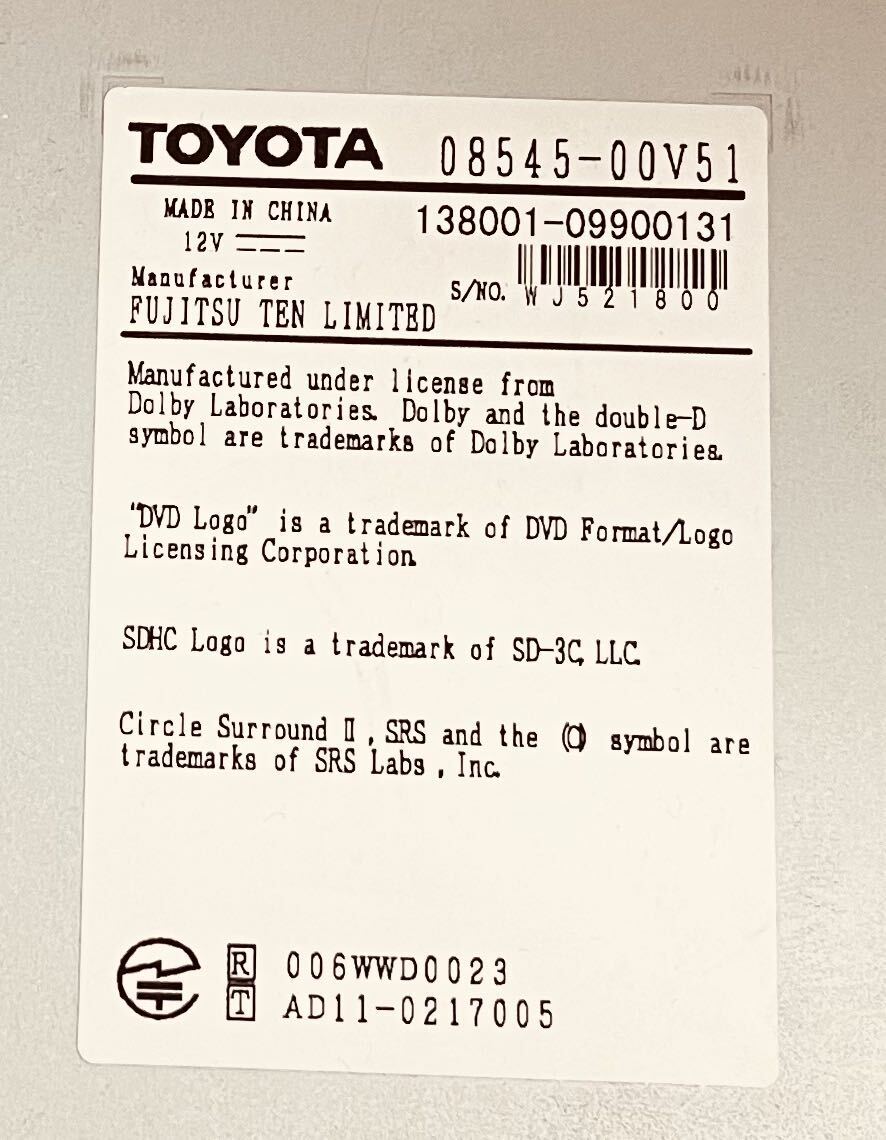 TOYOTA 08545-00V51
MADE IN CHINA 138001-09900131
12V
Manufacturer S/NO. WJ521800
FUJITSU TEN LIMITED
Manufactured under license from
Dolby Laboratories. Dolby and the double-D
symbol are trademarks of Dolby Laboratories.
"DVD Logo" is a trademark of DVD Format/Logo
Licensing Corporation.
SDHC Logo is a trademark of SD-3C, LLC.
Circle Surround Ⅱ, SRS and the (O) symbol are
trademarks of SRS Labs, Inc.
R 006WWD0023
T AD11-0217005